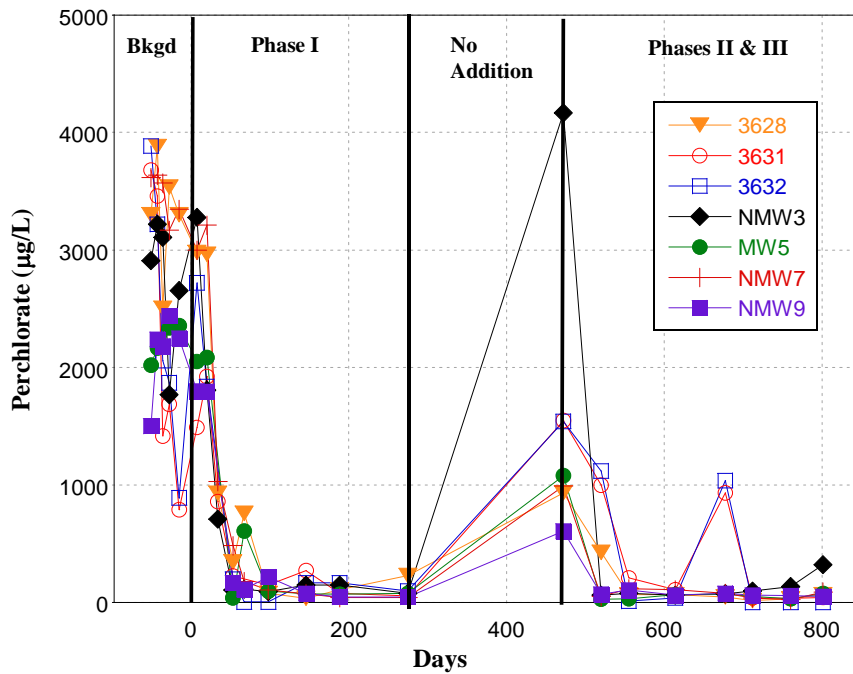 5000
4000
3000
2000
1000
0
Perchlorate (µg/L)
Bkgd
Phase I
No
Addition
Phases II & III
3628
3631
3632
NMW3
MW5
NMW7
NMW9
0
200
400
600
800
Days